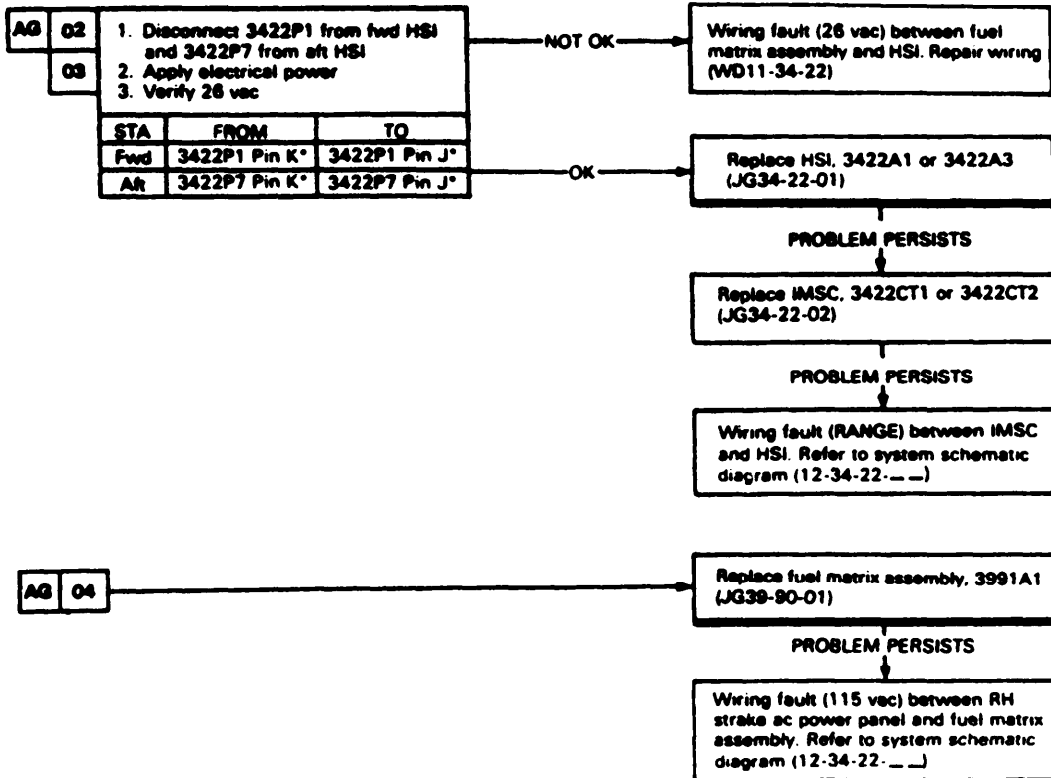 AG 02
03
1. Disconnect 3422P1 from fwd HSI
and 3422P7 from aft HSI
2. Apply electrical power
3. Verify 26 vac
STA FROM TO
Fwd 3422P1 Pin K* 3422P1 Pin J*
Aft 3422P7 Pin K* 3422P7 Pin J*
NOT OK
Wiring fault (26 vac) between fuel
matrix assembly and HSI. Repair wiring
(WD11-34-22)
OK
Replace HSI, 3422A1 or 3422A3
(JG34-22-01)
PROBLEM PERSISTS
Replace IMSC, 3422CT1 or 3422CT2
(JG34-22-02)
PROBLEM PERSISTS
Wiring fault (RANGE) between IMSC
and HSI. Refer to system schematic
diagram (12-34-22-_ _)
AG 04
Replace fuel matrix assembly, 3991A1
(JG39-90-01)
PROBLEM PERSISTS
Wiring fault (115 vac) between RH
strake ac power panel and fuel matrix
assembly. Refer to system schematic
diagram (12-34-22-_ _)